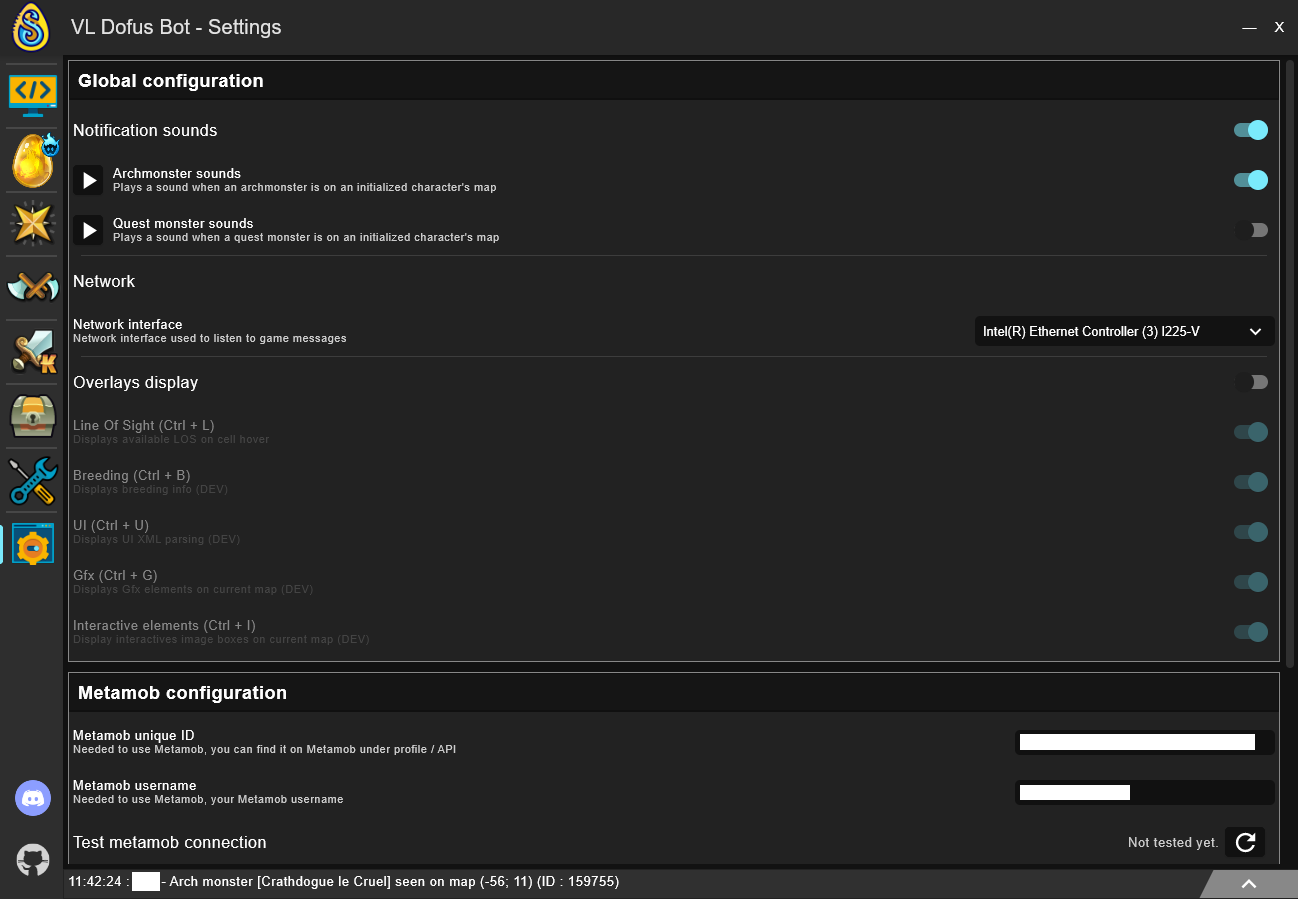 VL Dofus Bot - Settings
— X
Global configuration
Notification sounds
Archmonster sounds
Plays a sound when an archmonster is on an initialized character's map
Quest monster sounds
Plays a sound when a quest monster is on an initialized character's map
Network
Network interface
Network interface used to listen to game messages
Intel(R) Ethernet Controller (3) I225-V
Overlays display
Line Of Sight (Ctrl + L)
Displays available LOS on cell hover
Breeding (Ctrl + B)
Displays breeding info (DEV)
UI (Ctrl + U)
Displays UI XML parsing (DEV)
Gfx (Ctrl + G)
Displays Gfx elements on current map (DEV)
Interactive elements (Ctrl + I)
Display interactives image boxes on current map (DEV)
Metamob configuration
Metamob unique ID
Needed to use Metamob, you can find it on Metamob under profile / API
Metamob username
Needed to use Metamob, your Metamob username
Test metamob connection
Not tested yet.
11:42:24 : - Arch monster [Crathdogue le Cruel] seen on map (-56; 11) (ID : 159755)